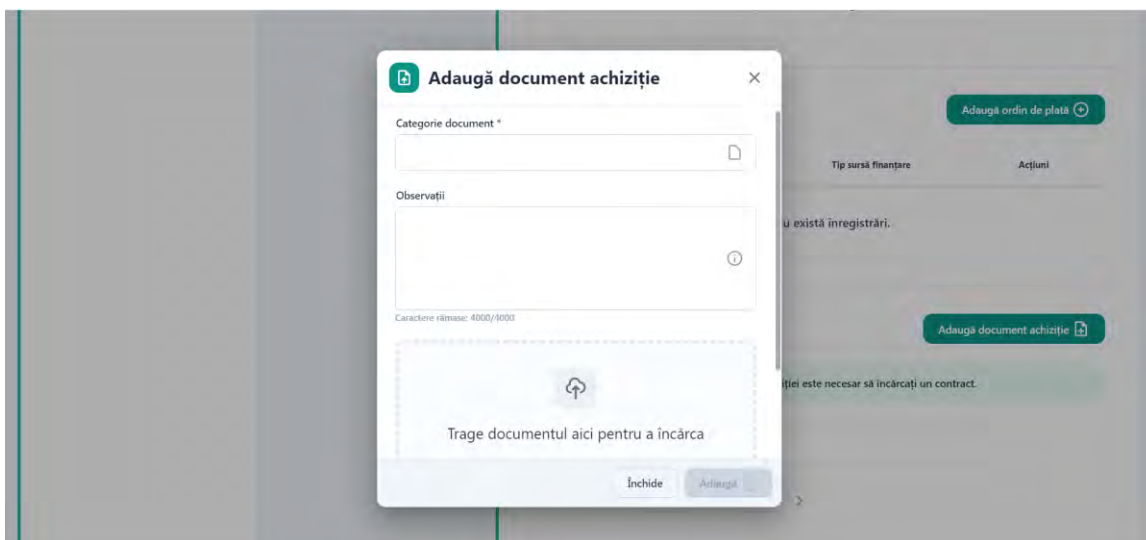 Adaugă document achiziție
Adaugă ordin de plată
Categorie document *
Tip sursă finanțare
Acțiuni
Observații
u există înregistrări.
Caractere rămase: 4000/4000
Adaugă document achiziție
ției este necesar să încărcați un contract.
Trage documentul aici pentru a încărca
Închide
Adaugă